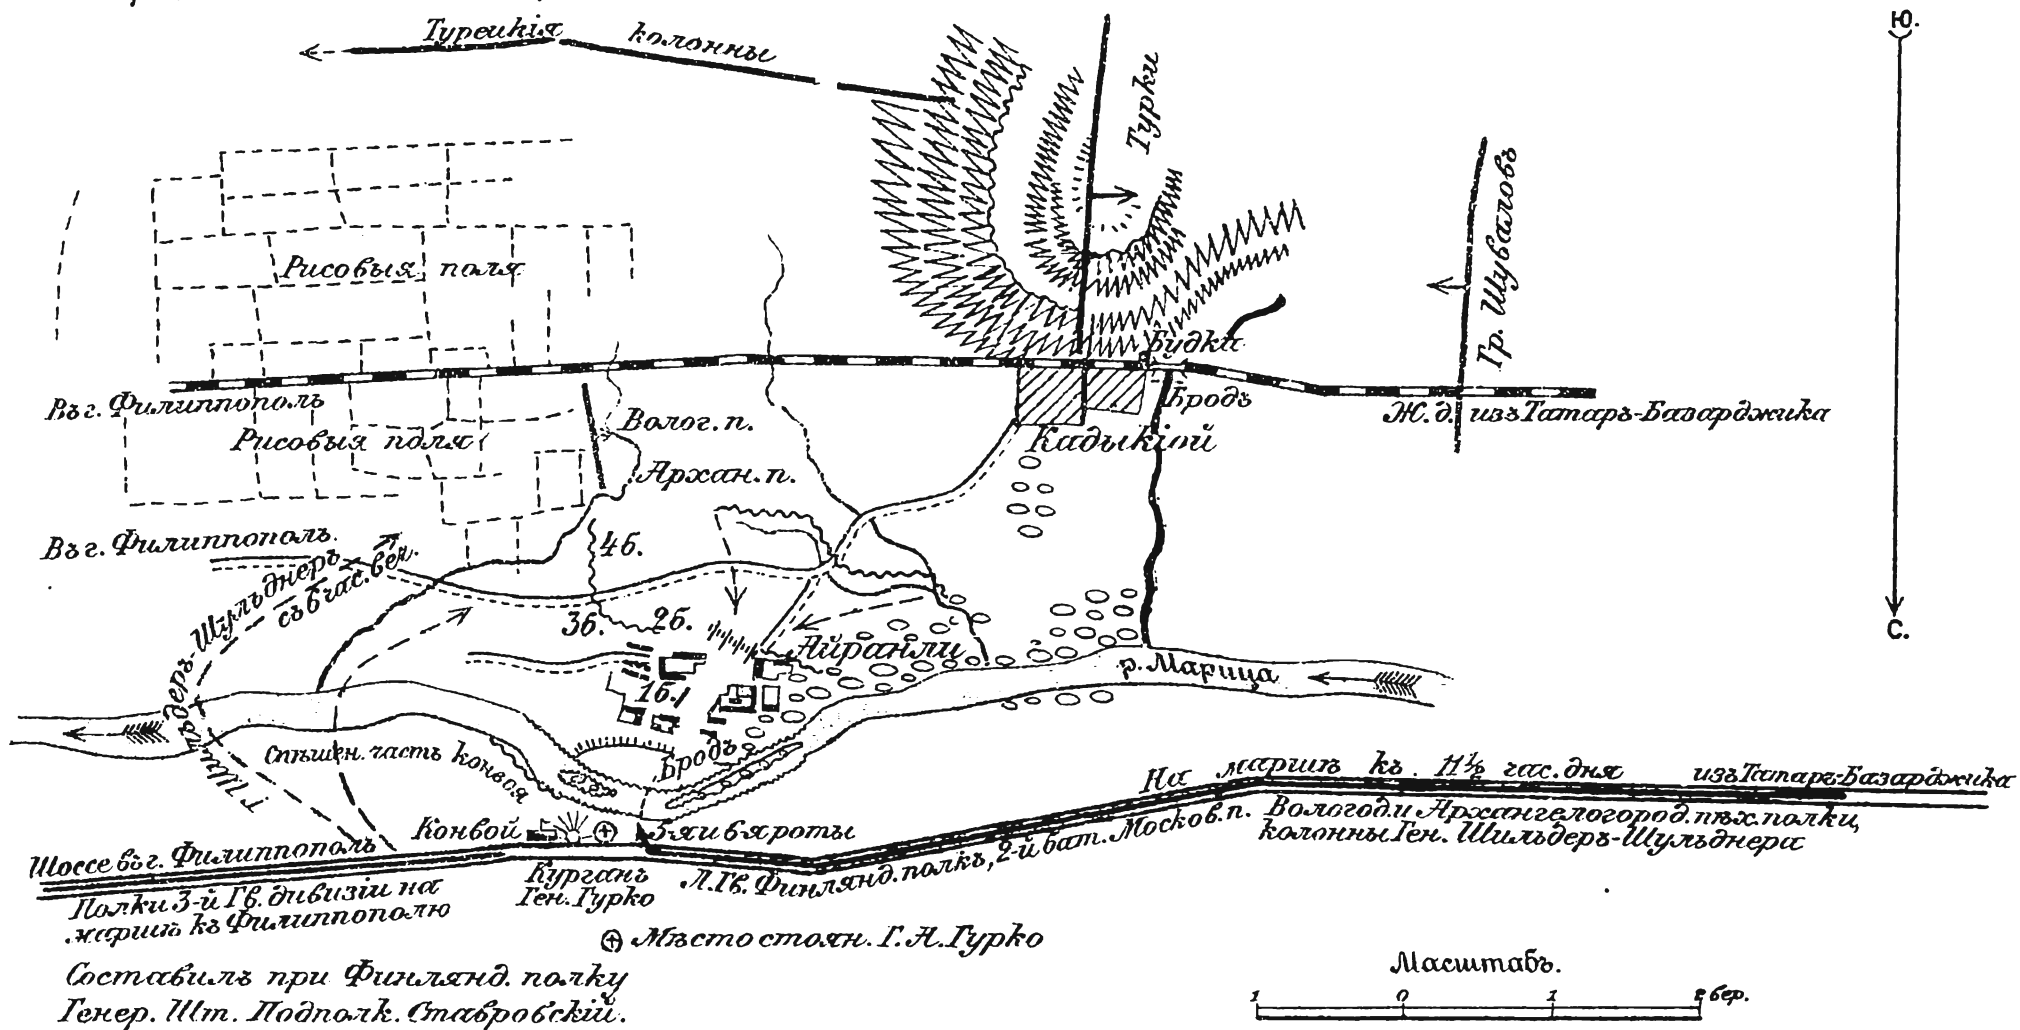 Турецкія колонны
Турки
Ю.
Гр. Шуваловъ
Рисовыя поля
Будка
Въ г. Филиппополь
Бродъ
Ж. д. изъ Татаръ-Базарджика
Рисовыя поля
Волог. п.
Кадыкіой
Архан. п.
Въ г. Филиппополь.
4б.
Шильдеръ-Шульднеръ
съ 6 час. веч.
3б.
2б.
Айранли
С.
р. Марица
1б.
Спѣшен. часть конвоя
Бродъ
На маршѣ къ 11½ час. дня изъ Татаръ-Базарджика
Конвой
5-я и 6-я роты
Вологод. и Архангелогород. пѣх. полки,
колонны Ген. Шильдеръ-Шульднера
Шоссе въ г. Филиппополь
Курганъ
Ген. Гурко
Л. Гв. Финлянд. полкъ, 2-й бат. Москов. п.
Полки 3-й Гв. дивизіи на
маршѣ къ Филиппополю
Мѣсто стоян. Г. А. Гурко
Масштабъ.
1 0 1 2 вер.
Составилъ при Финлянд. полку
Генер. Шт. Подполк. Ставровскій.